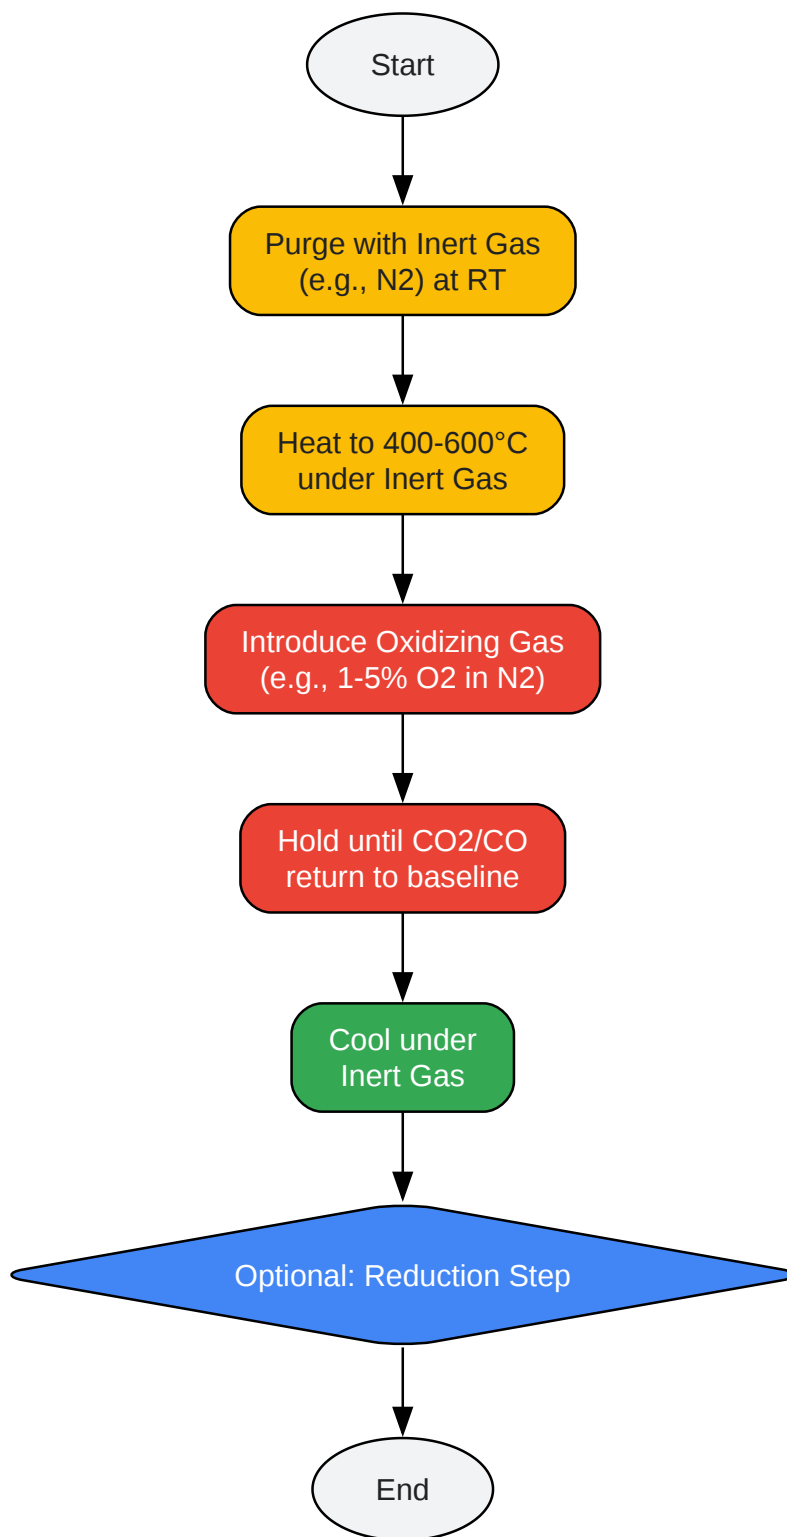 Start
Purge with Inert Gas
(e.g., N2) at RT
Heat to 400-600°C
under Inert Gas
Introduce Oxidizing Gas
(e.g., 1-5% O2 in N2)
Hold until CO2/CO
return to baseline
Cool under
Inert Gas
Optional: Reduction Step
End